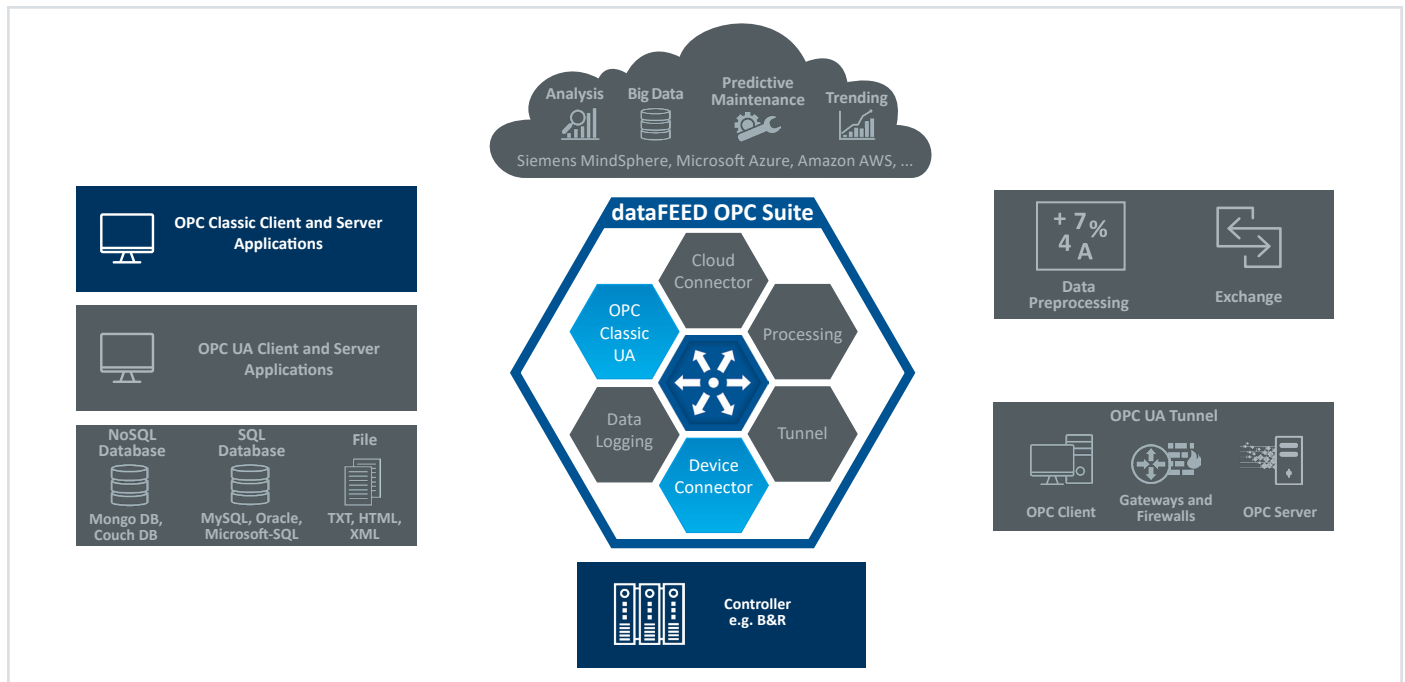 Analysis
Big Data
Predictive
Maintenance
Trending
Siemens MindSphere, Microsoft Azure, Amazon AWS, ...
OPC Classic Client and Server
Applications
OPC UA Client and Server
Applications
NoSQL
Database
Mongo DB,
Couch DB
SQL
Database
MySQL, Oracle,
Microsoft-SQL
File
TXT, HTML,
XML
dataFEED OPC Suite
Cloud
Connector
OPC
Classic
UA
Processing
Data
Logging
Tunnel
Device
Connector
Controller
e.g. B&R
+ 7%
4 A
Data
Preprocessing
Exchange
OPC UA Tunnel
OPC Client
Gateways and
Firewalls
OPC Server